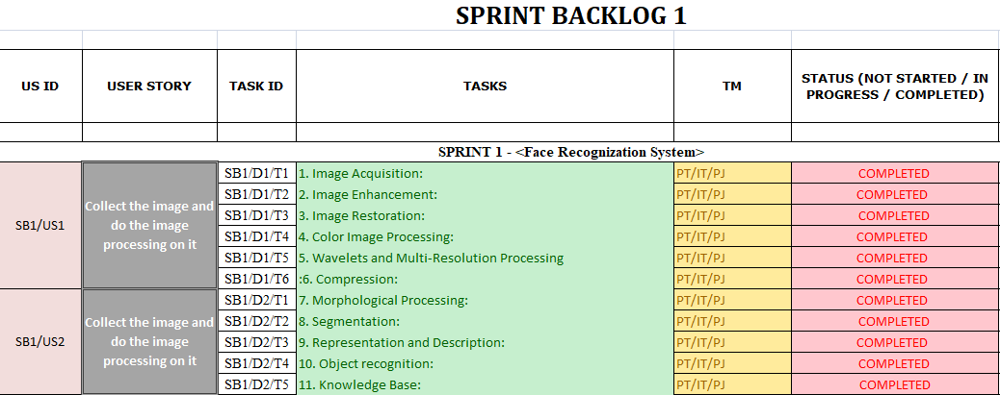 SPRINT BACKLOG 1
US ID USER STORY TASK ID TASKS TM STATUS (NOT STARTED / IN PROGRESS / COMPLETED)
SPRINT 1 - <Face Recognization System>
SB1/US1 Collect the image and do the image processing on it
SB1/D1/T1 1. Image Acquisition: PT/IT/PJ COMPLETED
SB1/D1/T2 2. Image Enhancement: PT/IT/PJ COMPLETED
SB1/D1/T3 3. Image Restoration: PT/IT/PJ COMPLETED
SB1/D1/T4 4. Color Image Processing: PT/IT/PJ COMPLETED
SB1/D1/T5 5. Wavelets and Multi-Resolution Processing PT/IT/PJ COMPLETED
SB1/D1/T6 :6. Compression: PT/IT/PJ COMPLETED
SB1/US2 Collect the image and do the image processing on it
SB1/D2/T1 7. Morphological Processing: PT/IT/PJ COMPLETED
SB1/D2/T2 8. Segmentation: PT/IT/PJ COMPLETED
SB1/D2/T3 9. Representation and Description: PT/IT/PJ COMPLETED
SB1/D2/T4 10. Object recognition: PT/IT/PJ COMPLETED
SB1/D2/T5 11. Knowledge Base: PT/IT/PJ COMPLETED